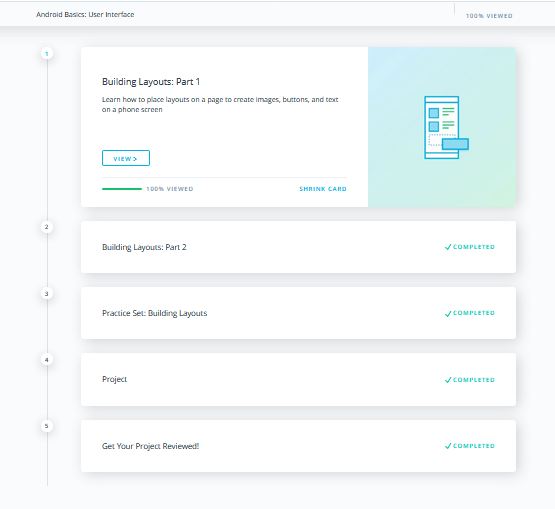 Android Basics: User Interface
100% VIEWED
1
Building Layouts: Part 1
Learn how to place layouts on a page to create images, buttons, and text
on a phone screen
VIEW >
100% VIEWED
SHRINK CARD
2
Building Layouts: Part 2
✓ COMPLETED
3
Practice Set: Building Layouts
✓ COMPLETED
4
Project
✓ COMPLETED
5
Get Your Project Reviewed!
✓ COMPLETED